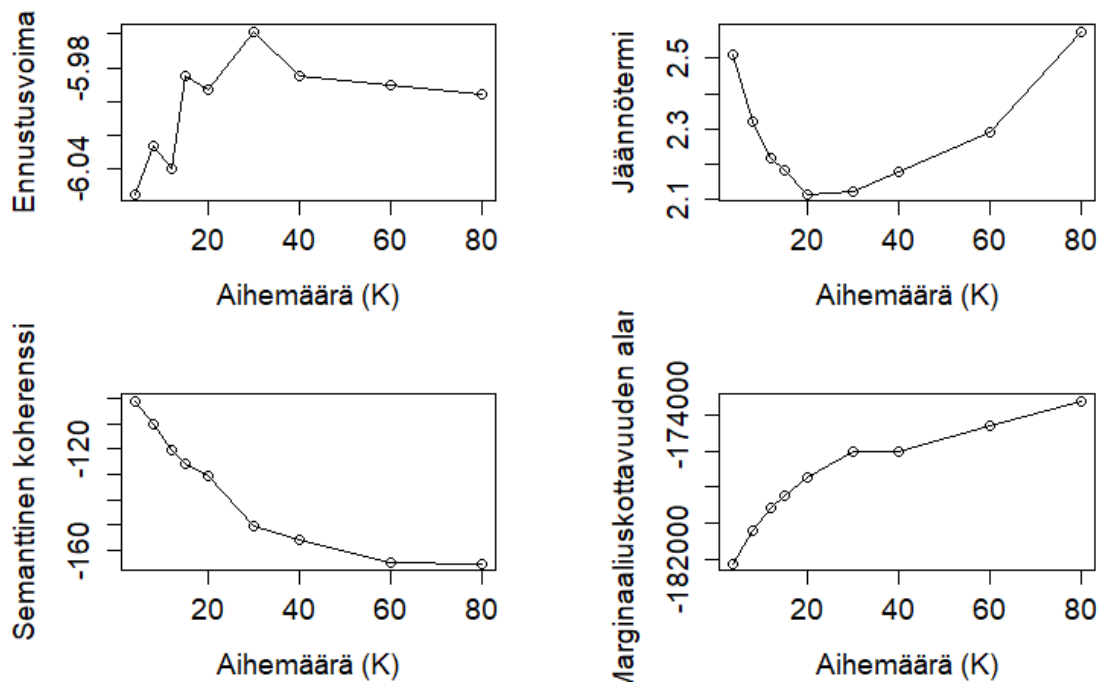 Ennustusvoima
-5.98
-6.04
20 40 60 80
Aihemäärä (K)
Jäännötermi
2.5
2.3
2.1
20 40 60 80
Aihemäärä (K)
Semanttinen koherenssi
-120
-160
20 40 60 80
Aihemäärä (K)
Marginaaliuskottavuuden alar
-174000
-182000
20 40 60 80
Aihemäärä (K)